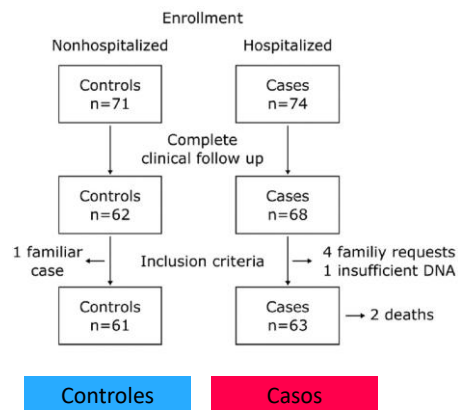 Enrollment
Nonhospitalized
Hospitalized
Controls
n=71
Cases
n=74
Complete
clinical follow up
Controls
n=62
Cases
n=68
1 familiar
case
Inclusion criteria
4 familiy requests
1 insufficient DNA
Controls
n=61
Cases
n=63
2 deaths
Controles
Casos